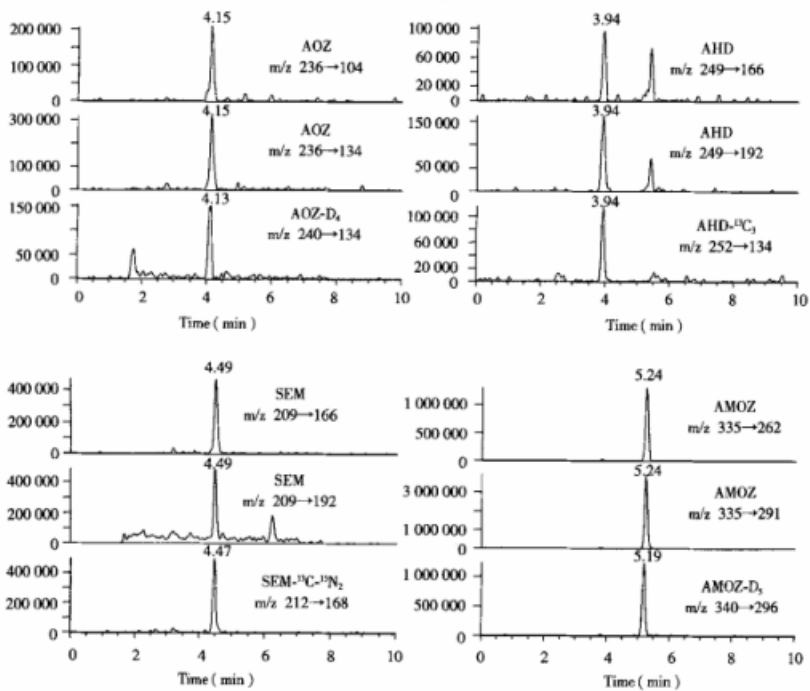 4.15
200 000
100 000
0
AOZ
m/z 236→104
4.15
300 000
100 000
0
AOZ
m/z 236→134
4.13
150 000
50 000
0
AOZ-D₄
m/z 240→134
0 2 4 6 8 10
Time ( min )
3.94
100 000
60 000
20 000
0
AHD
m/z 249→166
3.94
150 000
50 000
0
AHD
m/z 249→192
3.94
100 000
60 000
20 000
0
AHD-¹³C₃
m/z 252→134
0 2 4 6 8 10
Time ( min )
4.49
400 000
200 000
0
SEM
m/z 209→166
4.49
400 000
200 000
0
SEM
m/z 209→192
4.47
400 000
200 000
0
SEM-¹³C-¹⁵N₂
m/z 212→168
0 2 4 6 8 10
Time ( min )
5.24
1 000 000
500 000
0
AMOZ
m/z 335→262
5.24
3 000 000
1 000 000
0
AMOZ
m/z 335→291
5.19
1 000 000
500 000
0
AMOZ-D₅
m/z 340→296
0 2 4 6 8 10
Time ( min )